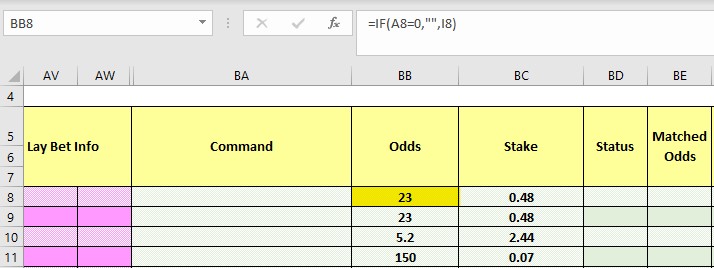 BB8 fx =IF(A8=0,"",I8)
AV AW BA BB BC BD BE
4
5 Lay Bet Info Command Odds Stake Status Matched Odds
6
7
8 23 0.48
9 23 0.48
10 5.2 2.44
11 150 0.07